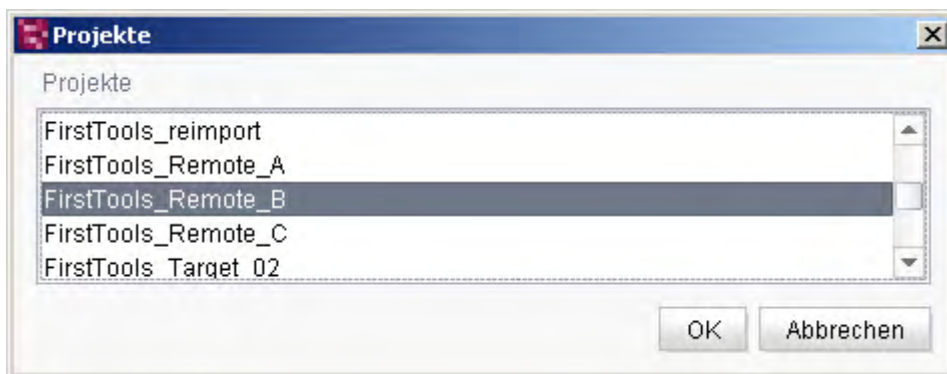 Projekte
Projekte
FirstTools_reimport
FirstTools_Remote_A
FirstTools_Remote_B
FirstTools_Remote_C
FirstTools_Target_02
OK Abbrechen